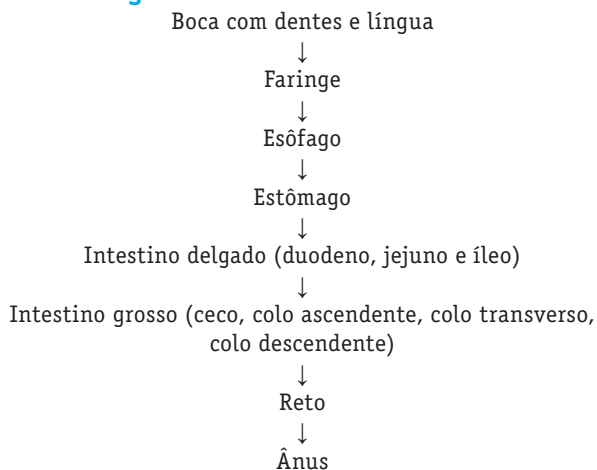 Boca com dentes e língua
↓
Faringe
↓
Esôfago
↓
Estômago
↓
Intestino delgado (duodeno, jejuno e íleo)
↓
Intestino grosso (ceco, colo ascendente, colo transverso,
colo descendente)
↓
Reto
↓
Ânus